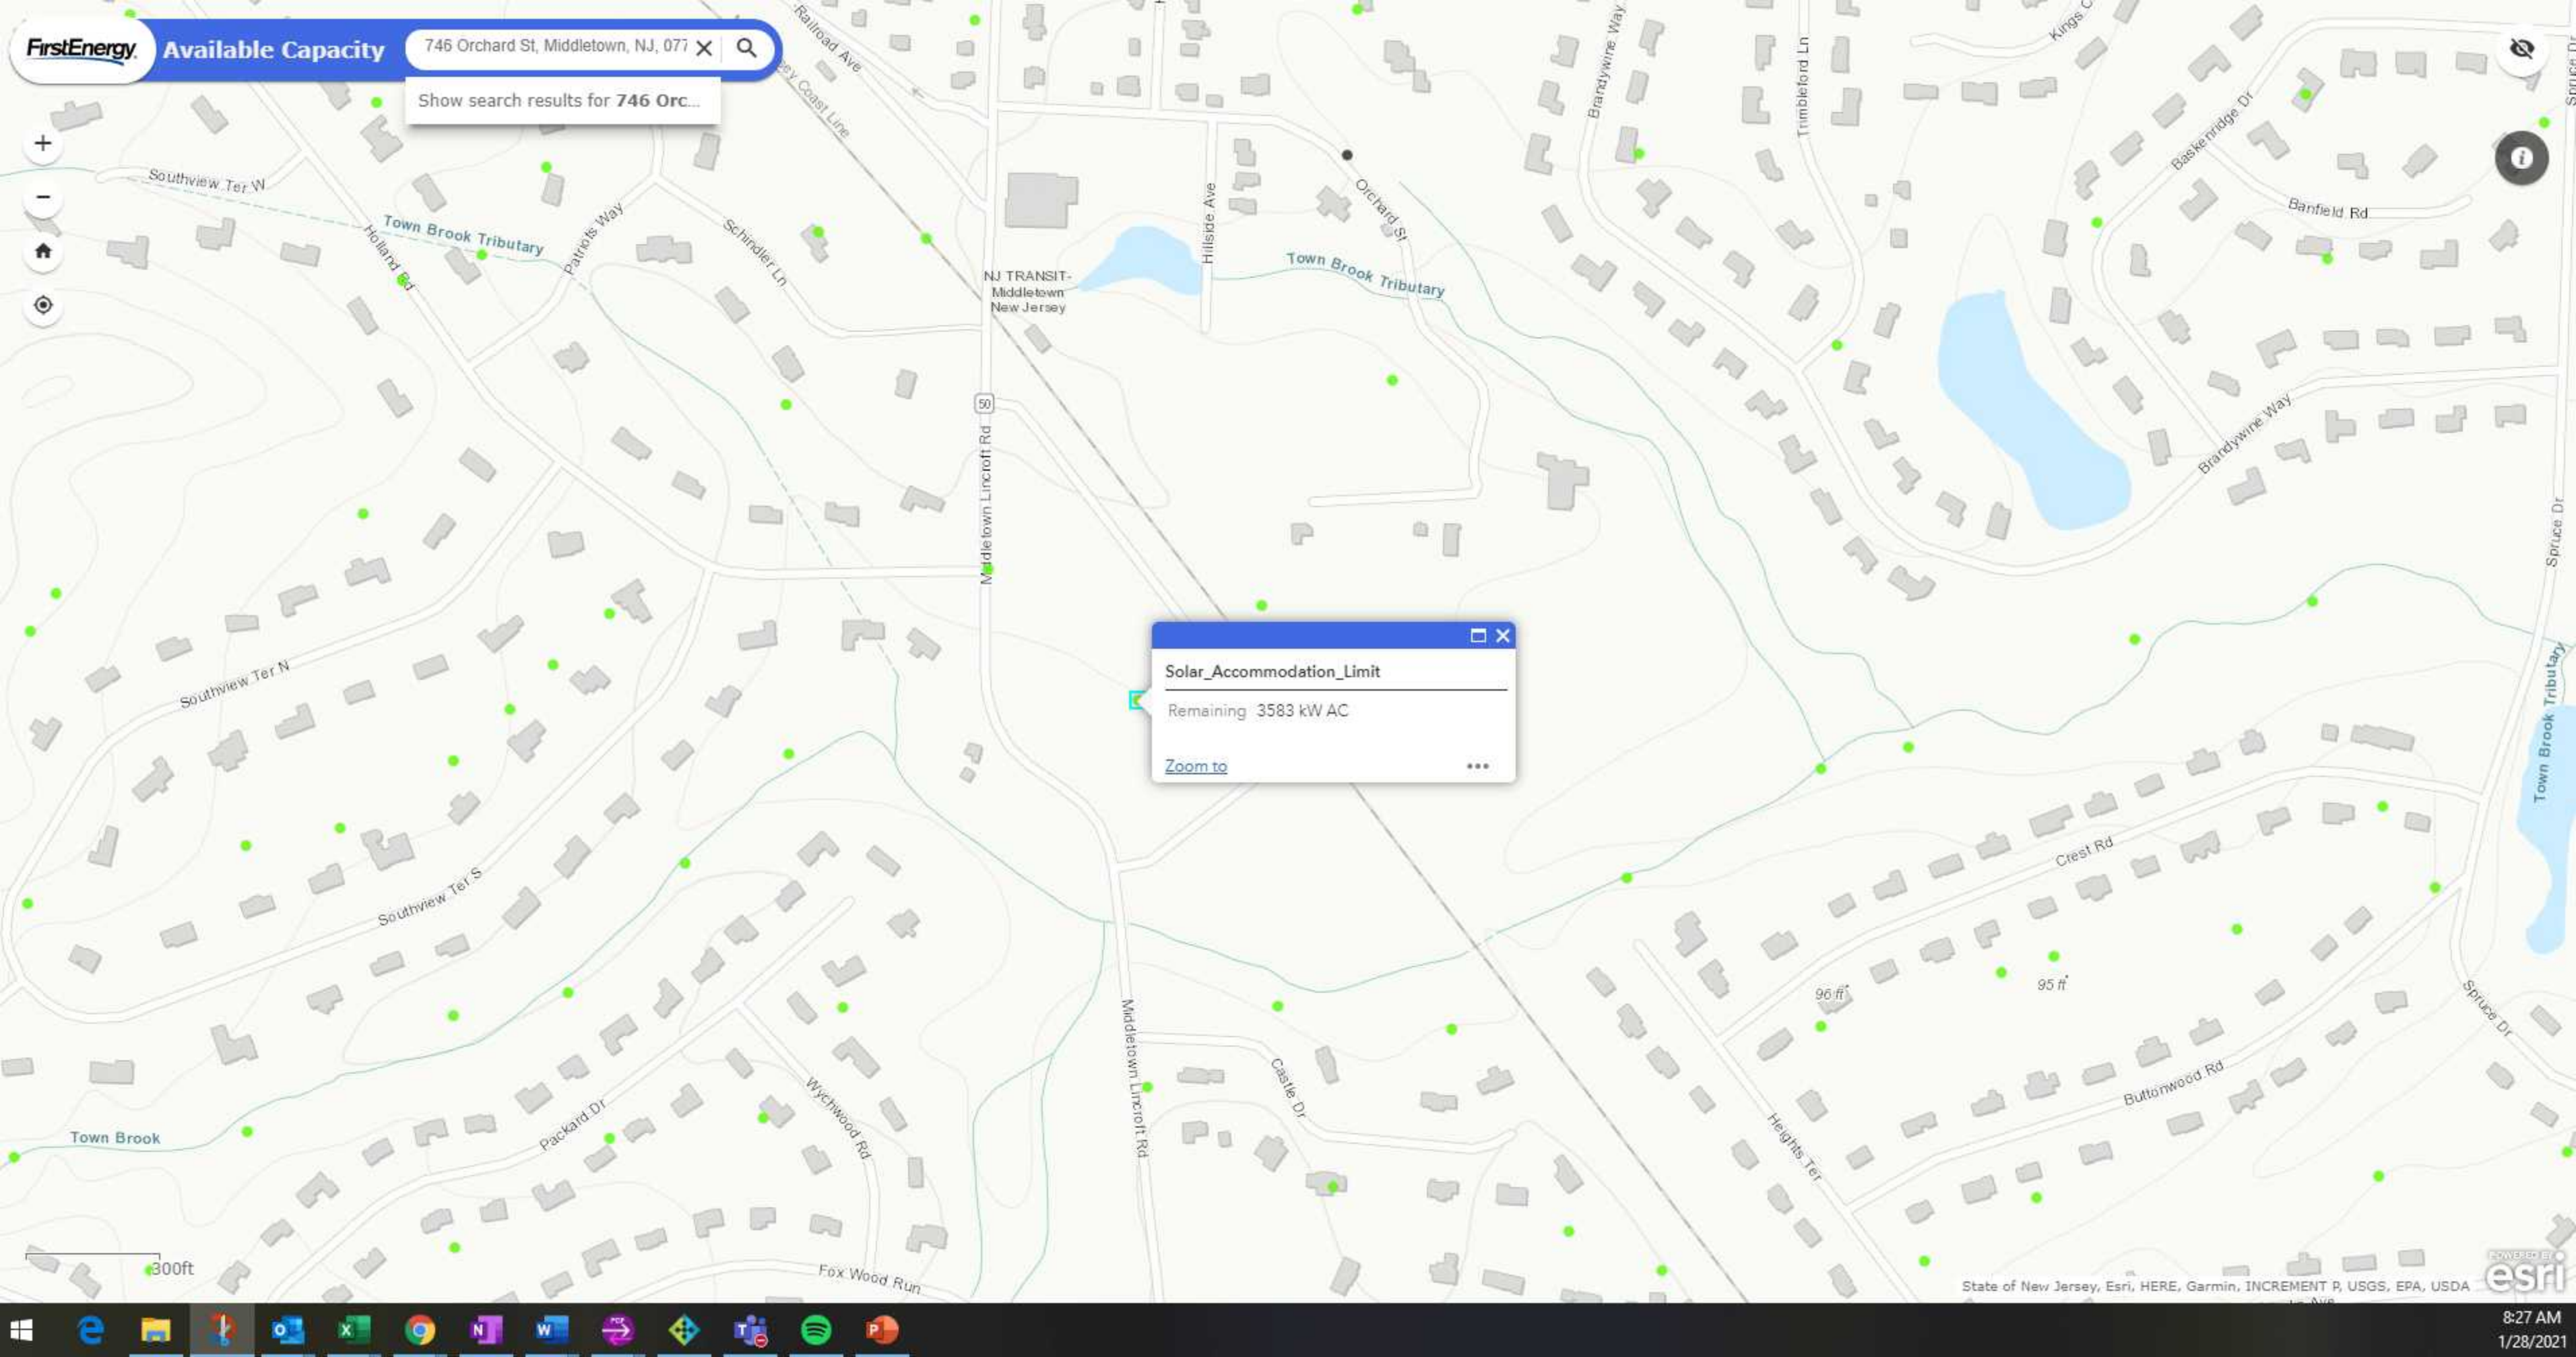 FirstEnergy
Available Capacity
746 Orchard St, Middletown, NJ, 077
Show search results for 746 Orc...
Railroad Ave
Coast Line
Brandywine Way
Trimbleford Ln
Kings C
Baskenridge Dr
Banfield Rd
Southview Ter W
Town Brook Tributary
Holland Rd
Patriots Way
Schindler Ln
Hillside Ave
Orchard St
Town Brook Tributary
NJ TRANSIT-
Middletown
New Jersey
50
Middletown Lincroft Rd
Brandywine Way
Spruce Dr
Southview Ter N
Solar_Accommodation_Limit
Remaining 3583 kW AC
Zoom to
Town Brook Tributary
Crest Rd
Southview Ter S
96 ft
95 ft
Spruce Dr
Middletown Lincroft Rd
Castle Dr
Buttonwood Rd
Packard Dr
Wychwood Rd
Heights Ter
Town Brook
300ft
Fox Wood Run
POWERED BY
esri
State of New Jersey, Esri, HERE, Garmin, INCREMENT P, USGS, EPA, USDA
8:27 AM
1/28/2021